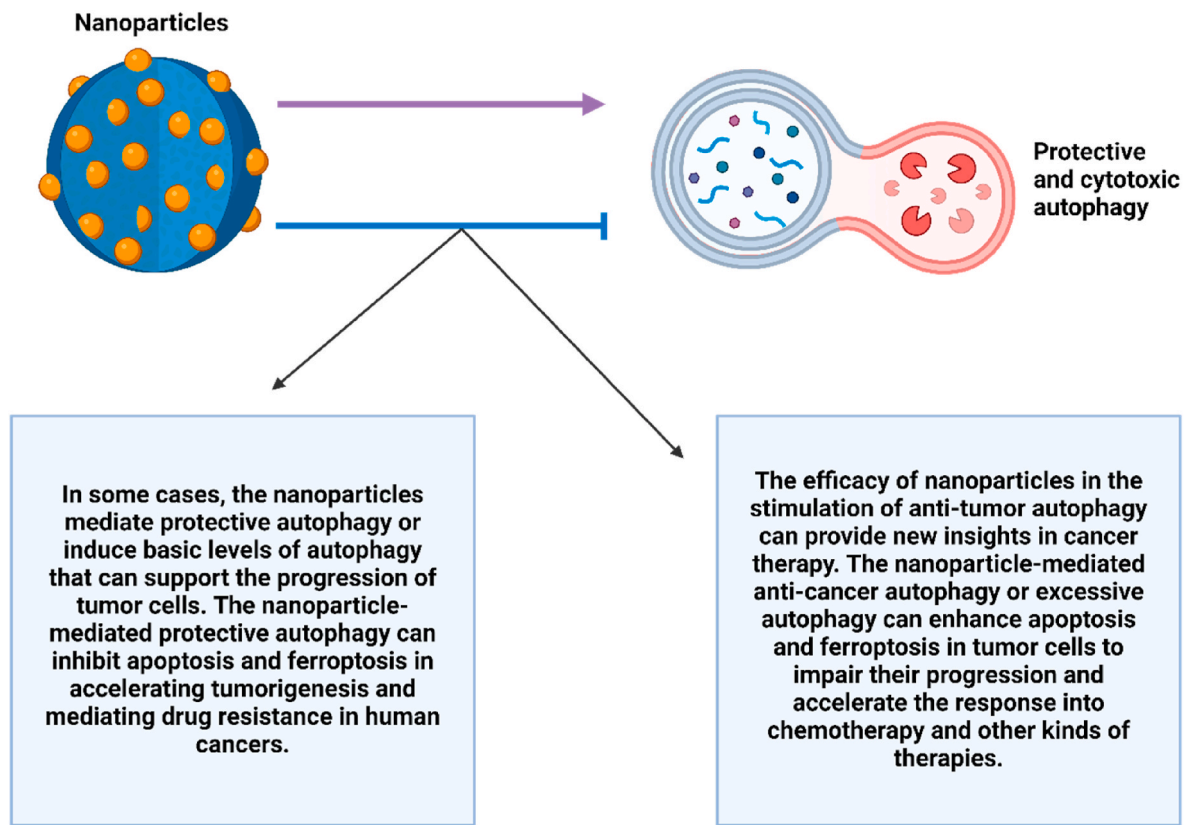 Nanoparticles
Protective
and cytotoxic
autophagy
In some cases, the nanoparticles
mediate protective autophagy or
induce basic levels of autophagy
that can support the progression of
tumor cells. The nanoparticle-
mediated protective autophagy can
inhibit apoptosis and ferroptosis in
accelerating tumorigenesis and
mediating drug resistance in human
cancers.
The efficacy of nanoparticles in the
stimulation of anti-tumor autophagy
can provide new insights in cancer
therapy. The nanoparticle-mediated
anti-cancer autophagy or excessive
autophagy can enhance apoptosis
and ferroptosis in tumor cells to
impair their progression and
accelerate the response into
chemotherapy and other kinds of
therapies.